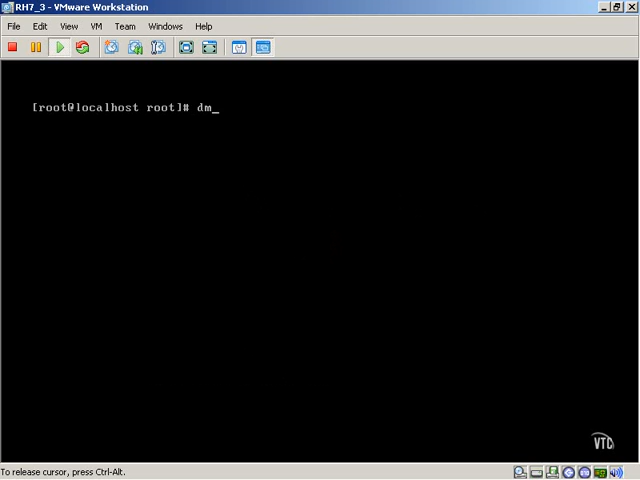 RH7_3 - VMware Workstation
File Edit View VM Team Windows Help
[root@localhost root]# dm_
VTC
To release cursor, press Ctrl-Alt.